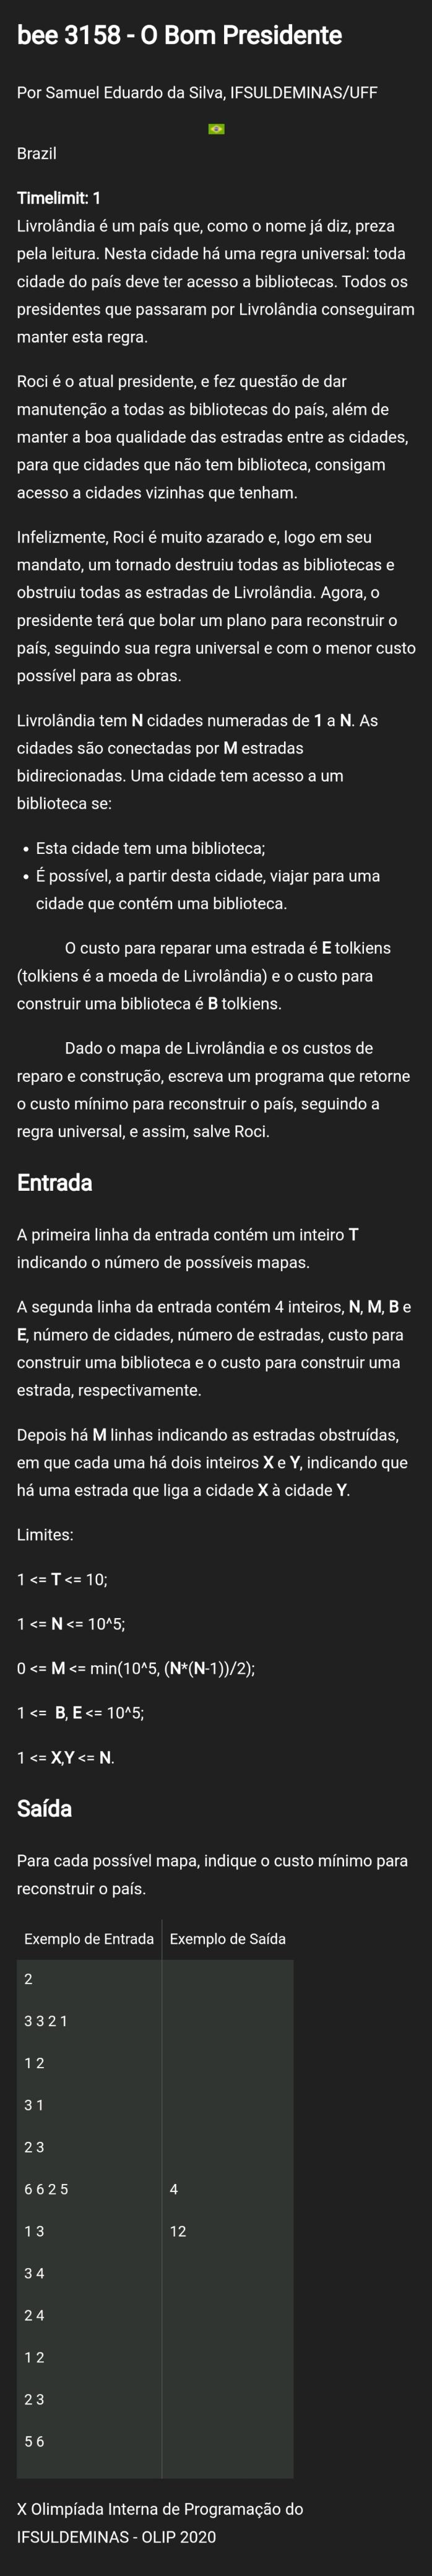 bee 3158 - O Bom Presidente
Por Samuel Eduardo da Silva, IFSULDEMINAS/UFF
Brazil
Timelimit: 1
Livrolândia é um país que, como o nome já diz, preza
pela leitura. Nesta cidade há uma regra universal: toda
cidade do país deve ter acesso a bibliotecas. Todos os
presidentes que passaram por Livrolândia conseguiram
manter esta regra.
Roci é o atual presidente, e fez questão de dar
manutenção a todas as bibliotecas do país, além de
manter a boa qualidade das estradas entre as cidades,
para que cidades que não tem biblioteca, consigam
acesso a cidades vizinhas que tenham.
Infelizmente, Roci é muito azarado e, logo em seu
mandato, um tornado destruiu todas as bibliotecas e
obstruiu todas as estradas de Livrolândia. Agora, o
presidente terá que bolar um plano para reconstruir o
país, seguindo sua regra universal e com o menor custo
possível para as obras.
Livrolândia tem N cidades numeradas de 1 a N. As
cidades são conectadas por M estradas
bidirecionadas. Uma cidade tem acesso a um
biblioteca se:
• Esta cidade tem uma biblioteca;
• É possível, a partir desta cidade, viajar para uma
cidade que contém uma biblioteca.
O custo para reparar uma estrada é E tolkiens
(tolkiens é a moeda de Livrolândia) e o custo para
construir uma biblioteca é B tolkiens.
Dado o mapa de Livrolândia e os custos de
reparo e construção, escreva um programa que retorne
o custo mínimo para reconstruir o país, seguindo a
regra universal, e assim, salve Roci.
Entrada
A primeira linha da entrada contém um inteiro T
indicando o número de possíveis mapas.
A segunda linha da entrada contém 4 inteiros, N, M, B e
E, número de cidades, número de estradas, custo para
construir uma biblioteca e o custo para construir uma
estrada, respectivamente.
Depois há M linhas indicando as estradas obstruídas,
em que cada uma há dois inteiros X e Y, indicando que
há uma estrada que liga a cidade X à cidade Y.
Limites:
1 <= T <= 10;
1 <= N <= 10^5;
0 <= M <= min(10^5, (N*(N-1))/2);
1 <= B, E <= 10^5;
1 <= X,Y <= N.
Saída
Para cada possível mapa, indique o custo mínimo para
reconstruir o país.
Exemplo de Entrada Exemplo de Saída
2
3 3 2 1
1 2
3 1
2 3
6 6 2 5 4
1 3 12
3 4
2 4
1 2
2 3
5 6
X Olimpíada Interna de Programação do
IFSULDEMINAS - OLIP 2020